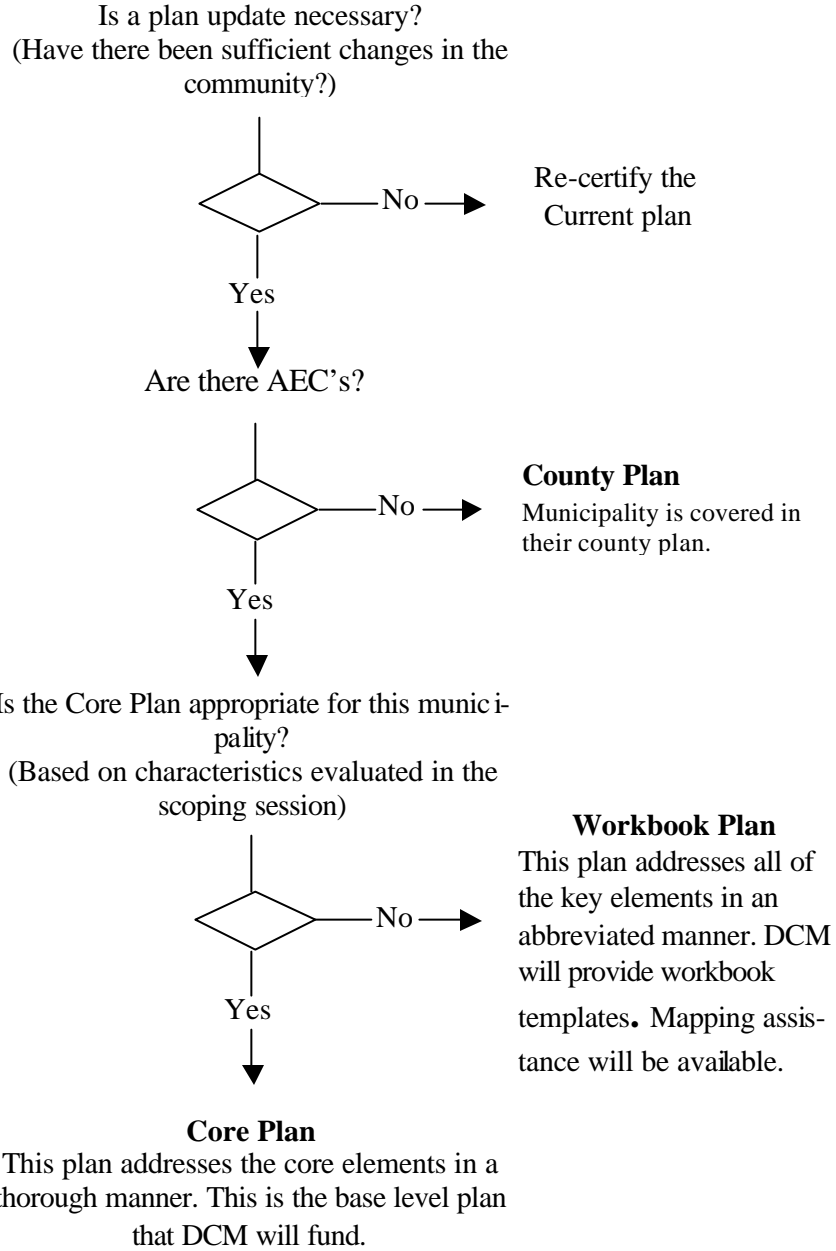 Is a plan update necessary?
(Have there been sufficient changes in the
community?)
No
Re-certify the
Current plan
Yes
Are there AEC's?
No
County Plan
Municipality is covered in
their county plan.
Yes
Is the Core Plan appropriate for this munic i-
pality?
(Based on characteristics evaluated in the
scoping session)
No
Workbook Plan
This plan addresses all of
the key elements in an
abbreviated manner. DCM
will provide workbook
templates. Mapping assis-
tance will be available.
Yes
Core Plan
This plan addresses the core elements in a
thorough manner. This is the base level plan
that DCM will fund.